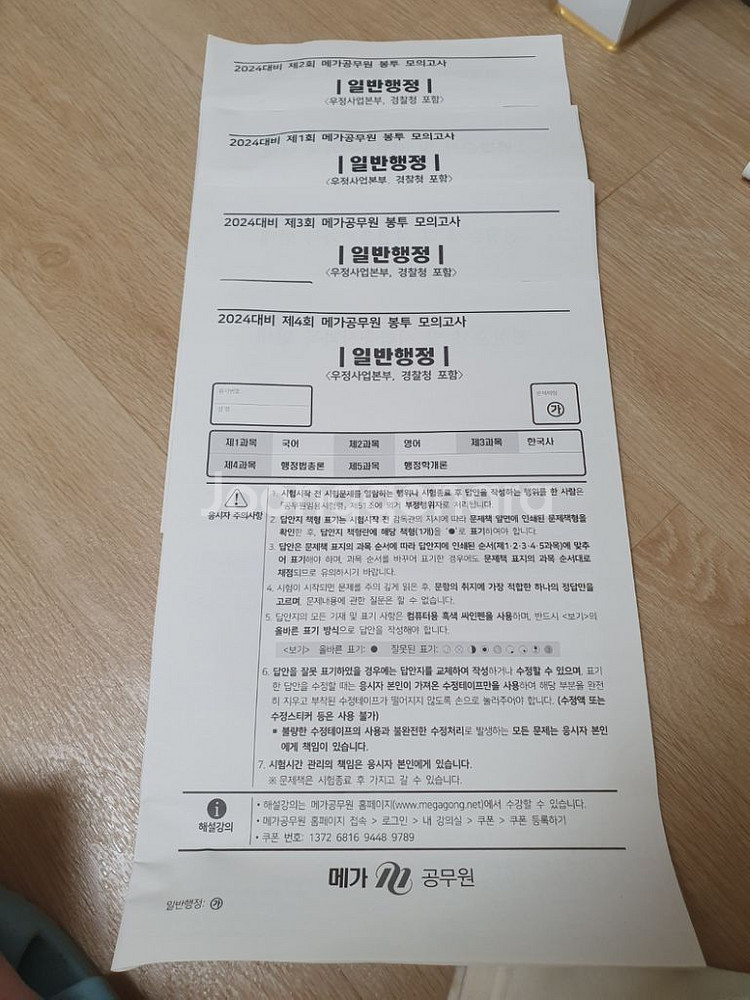 2024대비 제2회 메가공무원 봉투 모의고사
| 일반행정 |
<우정사업본부, 경찰청 포함>
2024대비 제1회 메가공무원 봉투 모의고사
| 일반행정 |
<우정사업본부, 경찰청 포함>
2024대비 제3회 메가공무원 봉투 모의고사
| 일반행정 |
<우정사업본부, 경찰청 포함>
2024대비 제4회 메가공무원 봉투 모의고사
| 일반행정 |
<우정사업본부, 경찰청 포함>
응시번호
성명
문제책형
㉮
제1과목 국어 제2과목 영어 제3과목 한국사
제4과목 행정법총론 제5과목 행정학개론
응시자 주의사항
1. 시험시작 전 시험문제를 열람하는 행위나 시험종료 후 답안을 작성하는 행위를 한 사람은
「공무원임용시험령」 제51조에 의거 부정행위자로 처리됩니다.
2. 답안지 책형 표기는 시험시작 전 감독관의 지시에 따라 문제책 앞면에 인쇄된 문제책형을
확인한 후, 답안지 책형란에 해당 책형(1개)을 '●'로 표기하여야 합니다.
3. 답안은 문제책 표지의 과목 순서에 따라 답안지에 인쇄된 순서(제1·2·3·4·5과목)에 맞추
어 표기해야 하며, 과목 순서를 바꾸어 표기한 경우에도 문제책 표지의 과목 순서대로
채점되므로 유의하시기 바랍니다.
4. 시험이 시작되면 문제를 주의 깊게 읽은 후, 문항의 취지에 가장 적합한 하나의 정답만을
고르며, 문제내용에 관한 질문은 할 수 없습니다.
5. 답안지의 모든 기재 및 표기 사항은 컴퓨터용 흑색 싸인펜을 사용하며, 반드시 <보기>의
올바른 표기 방식으로 답안을 작성해야 합니다.
<보기> 올바른 표기: ● 잘못된 표기:
6. 답안을 잘못 표기하였을 경우에는 답안지를 교체하여 작성하거나 수정할 수 있으며, 표기
한 답안을 수정할 때는 응시자 본인이 가져온 수정테이프만을 사용하여 해당 부분을 완전
히 지우고 부착된 수정테이프가 떨어지지 않도록 손으로 눌러주어야 합니다. (수정액 또는
수정스티커 등은 사용 불가)
▪ 불량한 수정테이프의 사용과 불완전한 수정처리로 발생하는 모든 문제는 응시자 본인
에게 책임이 있습니다.
7. 시험시간 관리의 책임은 응시자 본인에게 있습니다.
※ 문제책은 시험종료 후 가지고 갈 수 있습니다.
해설강의
• 해설강의는 메가공무원 홈페이지(www.megagong.net)에서 수강할 수 있습니다.
• 메가공무원 홈페이지 접속 > 로그인 > 내 강의실 > 쿠폰 > 쿠폰 등록하기
• 쿠폰 번호: 1372 6816 9448 9789
메가 공무원
일반행정: ㉮